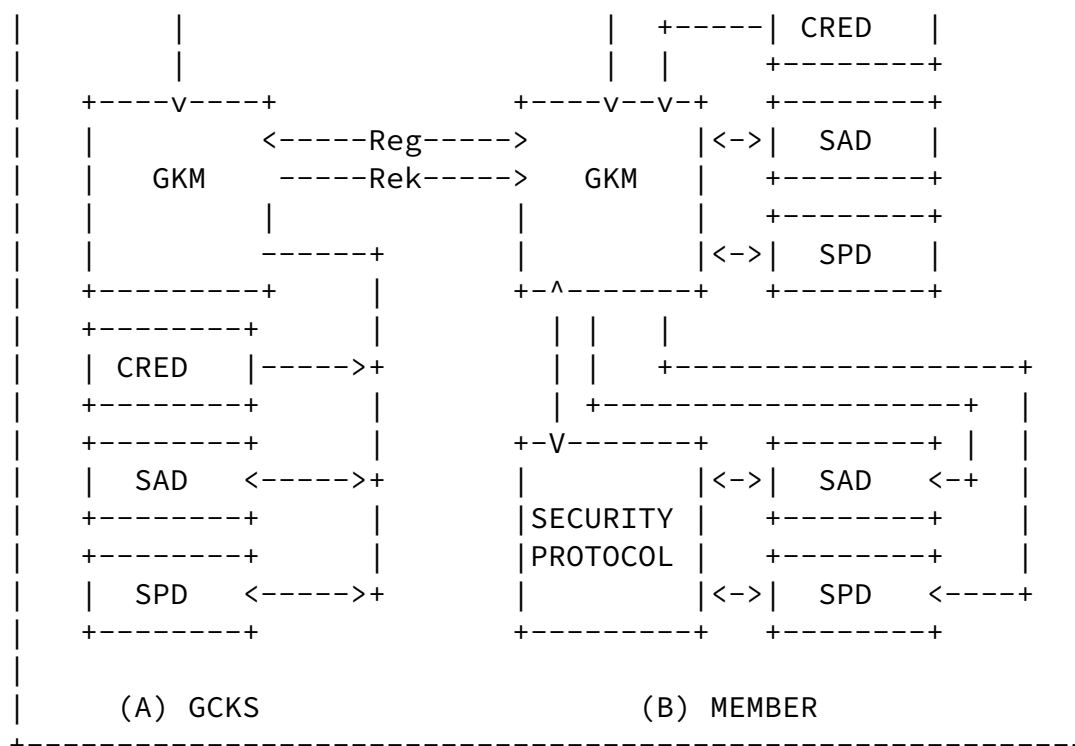 CRED
Reg SAD
GKM Rek GKM
SPD
CRED
SAD SAD
SECURITY
PROTOCOL
SPD SPD
(A) GCKS (B) MEMBER